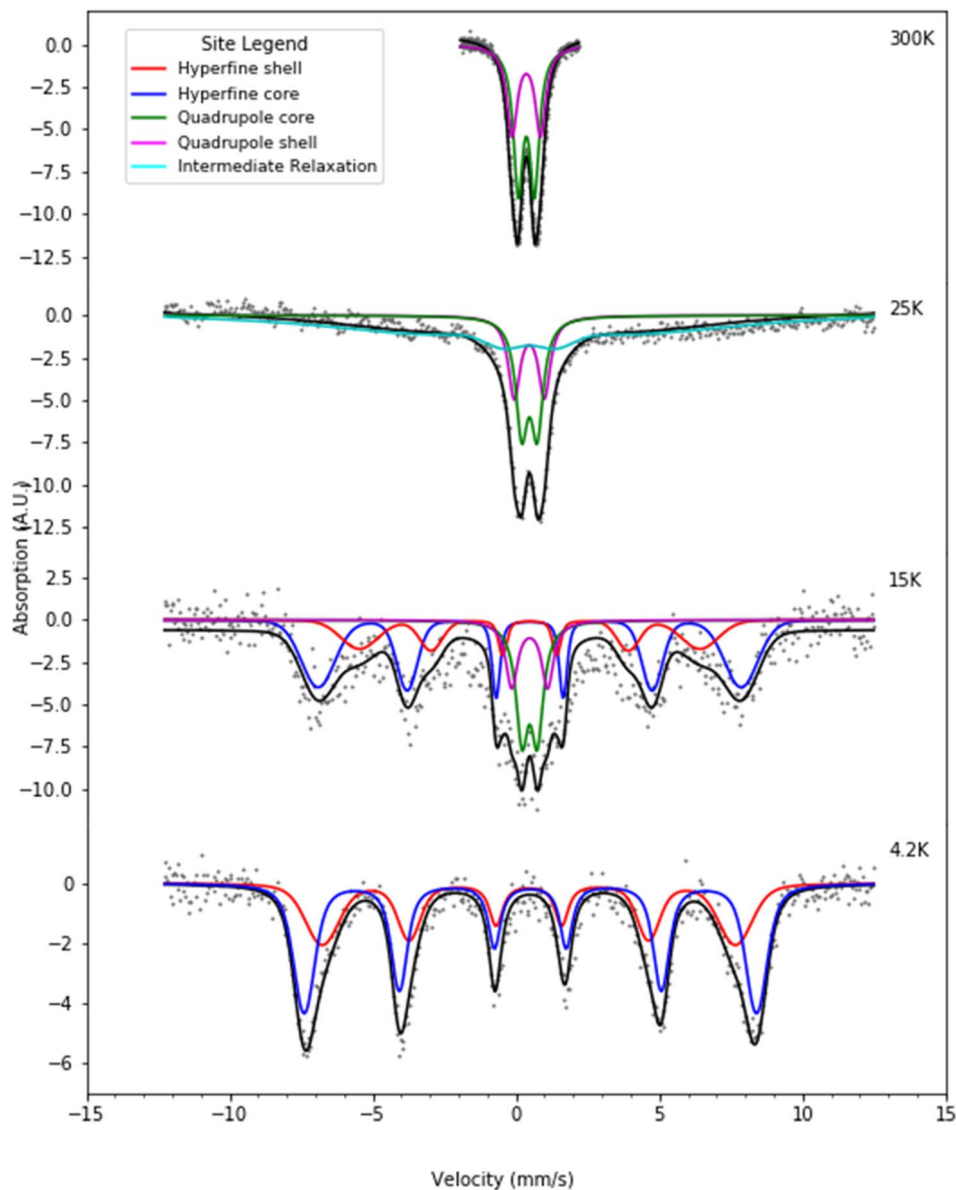 Site Legend
Hyperfine shell
Hyperfine core
Quadrupole core
Quadrupole shell
Intermediate Relaxation
300K
0.0
−2.5
−5.0
−7.5
−10.0
−12.5
25K
0.0
−2.5
−5.0
−7.5
−10.0
−12.5
Absorption (A.U.)
15K
2.5
0.0
−2.5
−5.0
−7.5
−10.0
4.2K
0
−2
−4
−6
−15 −10 −5 0 5 10 15
Velocity (mm/s)